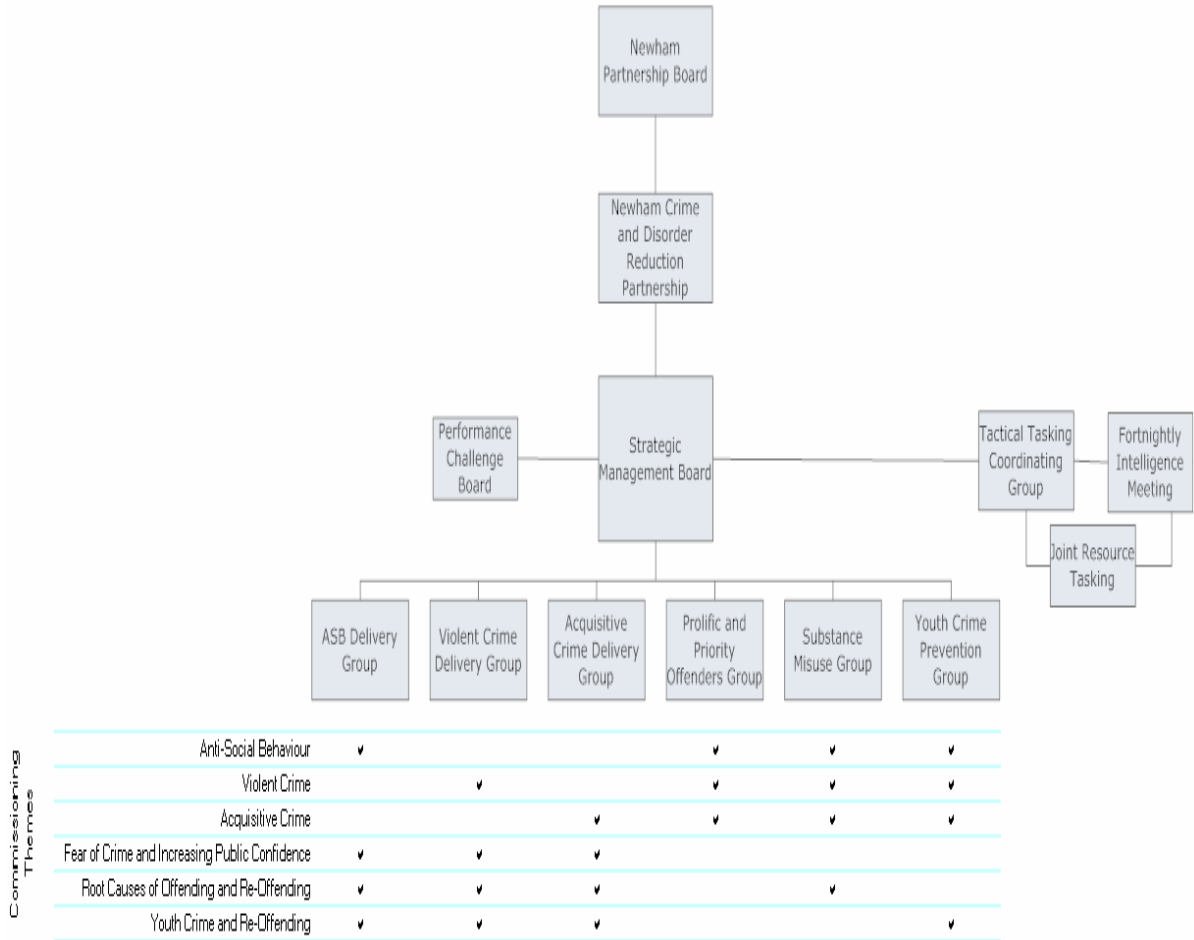 Newham
Partnership Board
Newham Crime
and Disorder
Reduction
Partnership
Performance
Challenge
Board
Strategic
Management Board
Tactical Tasking
Coordinating
Group
Fortnightly
Intelligence
Meeting
Joint Resource
Tasking
ASB Delivery
Group
Violent Crime
Delivery Group
Acquisitive
Crime Delivery
Group
Prolific and
Priority
Offenders Group
Substance
Misuse Group
Youth Crime
Prevention
Group
Commissioning
Themes
Anti-Social Behaviour ✔ ✔ ✔ ✔
Violent Crime ✔ ✔ ✔ ✔
Acquisitive Crime ✔ ✔ ✔ ✔
Fear of Crime and Increasing Public Confidence ✔ ✔ ✔
Root Causes of Offending and Re-Offending ✔ ✔ ✔ ✔
Youth Crime and Re-Offending ✔ ✔ ✔ ✔